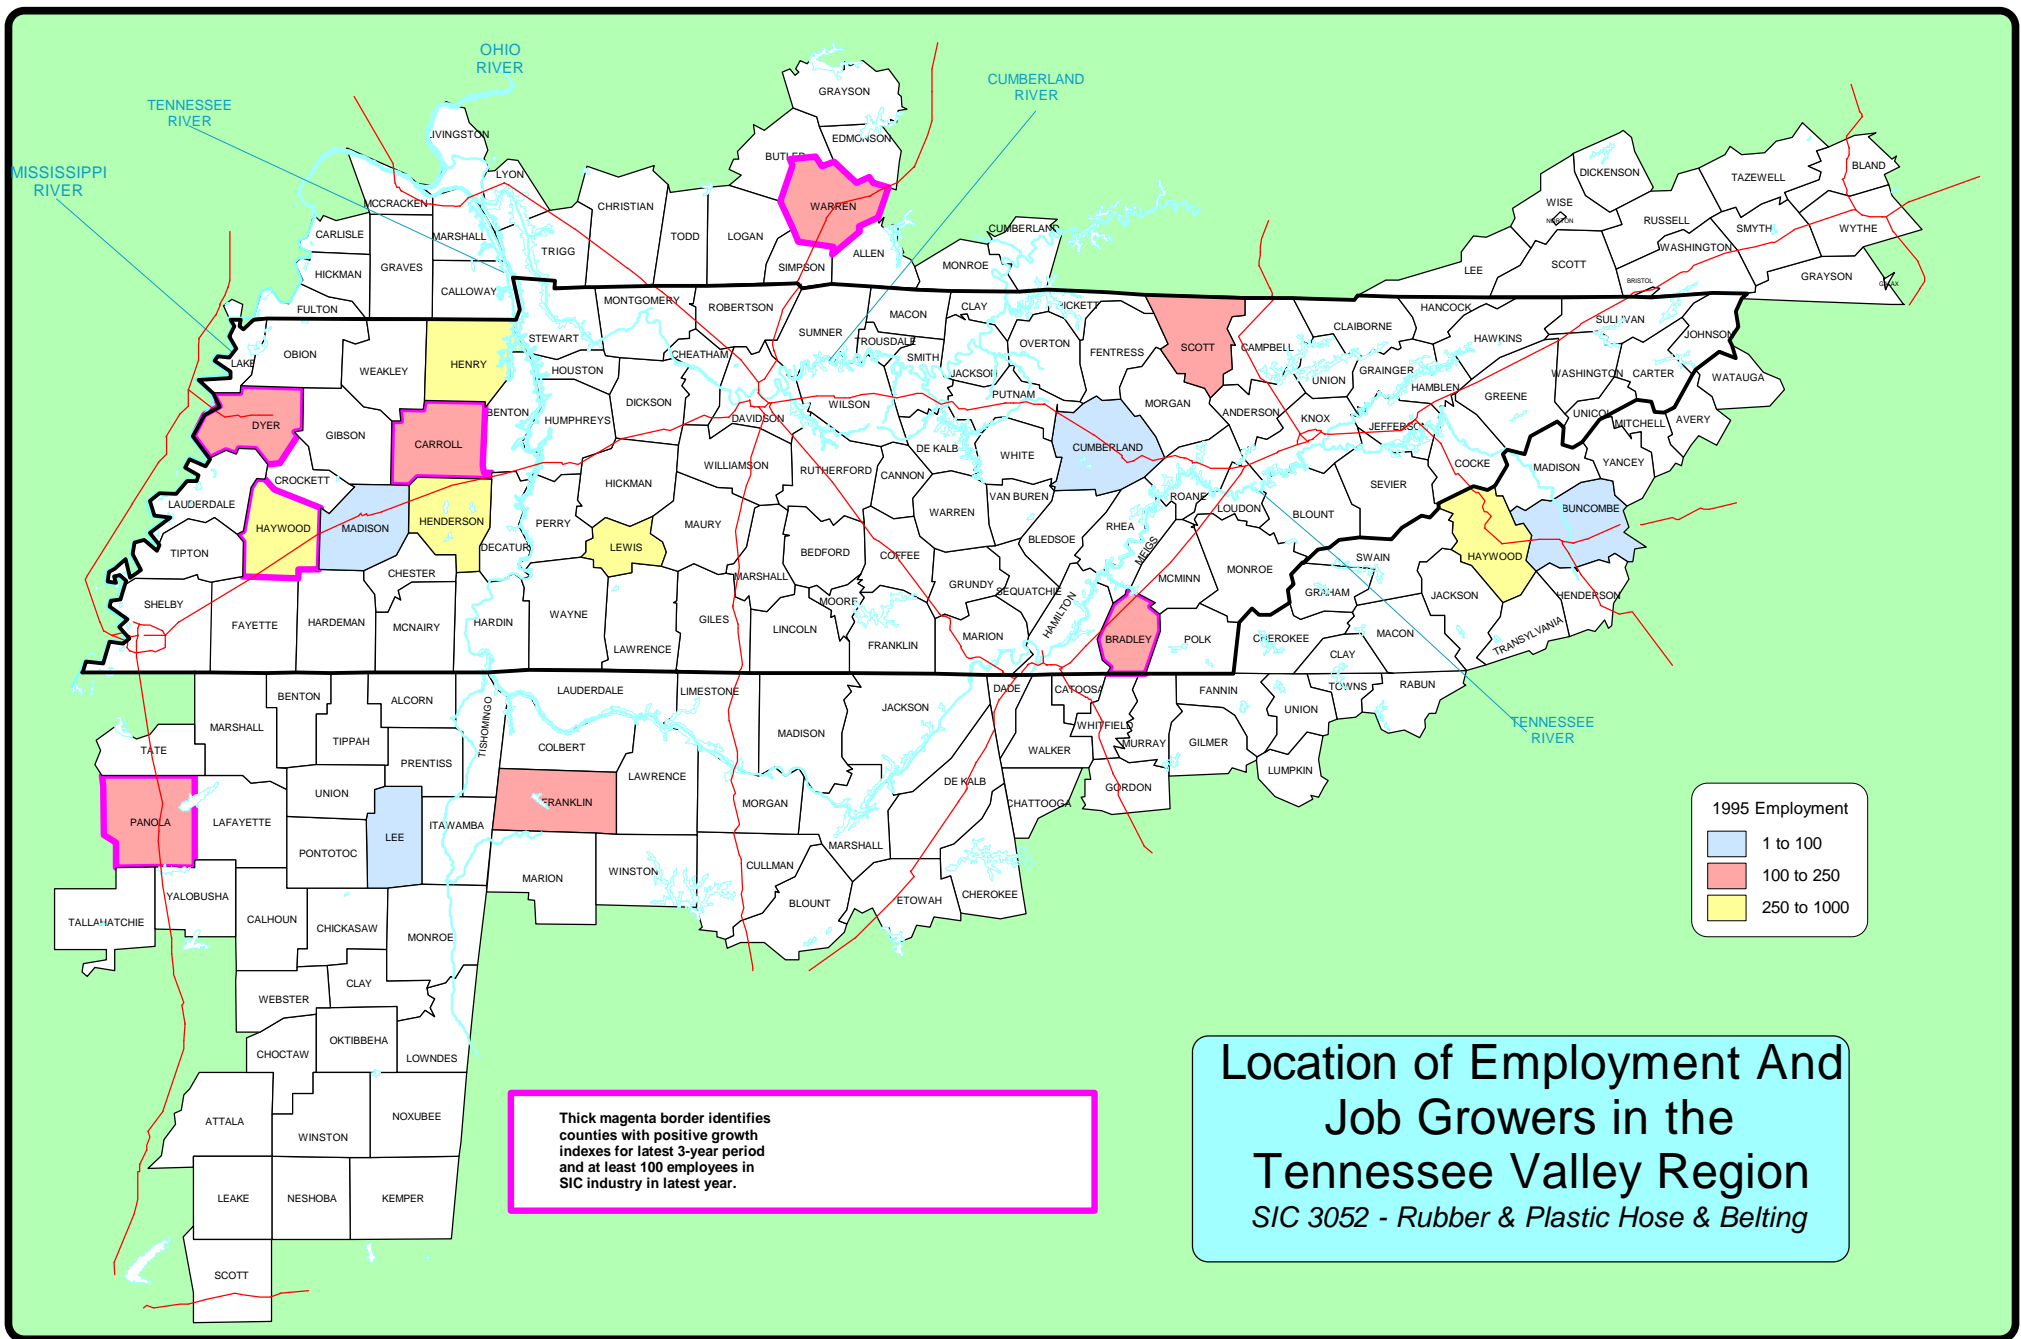 OHIO
RIVER
CUMBERLAND
RIVER
TENNESSEE
RIVER
MISSISSIPPI
RIVER
GRAYSON
EDMONSON
BUTLER
WARREN
IVINGSTON
LYON
MCCRACKEN
CHRISTIAN
TODD
LOGAN
SIMPSON
ALLEN
CARLISLE
MARSHALL
TRIGG
HICKMAN
GRAVES
CALLOWAY
FULTON
MONROE
CUMBERLAND
DICKENSON
WISE
NORTON
TAZEWELL
BLAND
RUSSELL
SMYTH
WYTHE
WASHINGTON
LEE
SCOTT
BRISTOL
GRAYSON
GALAX
LAKE
OBION
WEAKLEY
HENRY
STEWART
MONTGOMERY
ROBERTSON
SUMNER
MACON
CLAY
PICKETT
SCOTT
CAMPBELL
CLAIBORNE
HANCOCK
HAWKINS
SULLIVAN
JOHNSON
HOUSTON
CHEATHAM
TROUSDALE
SMITH
JACKSON
OVERTON
FENTRESS
UNION
GRAINGER
HAMBLEN
GREENE
WASHINGTON
CARTER
WATAUGA
DYER
GIBSON
CARROLL
BENTON
HUMPHREYS
DICKSON
DAVIDSON
WILSON
PUTNAM
MORGAN
ANDERSON
KNOX
JEFFERSON
UNICOI
MITCHELL
AVERY
CROCKETT
WILLIAMSON
RUTHERFORD
CANNON
DE KALB
WHITE
CUMBERLAND
COCKE
MADISON
YANCEY
LAUDERDALE
HAYWOOD
MADISON
HENDERSON
DECATUR
PERRY
HICKMAN
LEWIS
MAURY
BEDFORD
COFFEE
WARREN
VAN BUREN
BLEDSOE
RHEA
ROANE
LOUDON
BLOUNT
SEVIER
HAYWOOD
BUNCOMBE
TIPTON
CHESTER
MARSHALL
GRUNDY
SEQUATCHIE
MEIGS
MCMINN
MONROE
SWAIN
GRAHAM
JACKSON
HENDERSON
SHELBY
FAYETTE
HARDEMAN
MCNAIRY
HARDIN
WAYNE
LAWRENCE
GILES
LINCOLN
MOORE
FRANKLIN
MARION
HAMILTON
BRADLEY
POLK
CHEROKEE
CLAY
MACON
TRANSYLVANIA
MARSHALL
BENTON
ALCORN
TISHOMINGO
LAUDERDALE
LIMESTONE
MADISON
JACKSON
DADE
CATOOSA
FANNIN
TOWNS
RABUN
UNION
TATE
TIPPAH
PRENTISS
COLBERT
LAWRENCE
DE KALB
WALKER
WHITFIELD
MURRAY
GILMER
LUMPKIN
TENNESSEE
RIVER
PANOLA
LAFAYETTE
UNION
PONTOTOC
LEE
ITAWAMBA
FRANKLIN
MORGAN
MARSHALL
CHATTOOGA
GORDON
TALLAHATCHIE
YALOBUSHA
CALHOUN
CHICKASAW
MONROE
MARION
WINSTON
CULLMAN
BLOUNT
ETOWAH
CHEROKEE
WEBSTER
CLAY
CHOCTAW
OKTIBBEHA
LOWNDES
ATTALA
WINSTON
NOXUBEE
LEAKE
NESHOBA
KEMPER
SCOTT
1995 Employment
1 to 100
100 to 250
250 to 1000
Thick magenta border identifies
counties with positive growth
indexes for latest 3-year period
and at least 100 employees in
SIC industry in latest year.
Location of Employment And
Job Growers in the
Tennessee Valley Region
SIC 3052 - Rubber & Plastic Hose & Belting